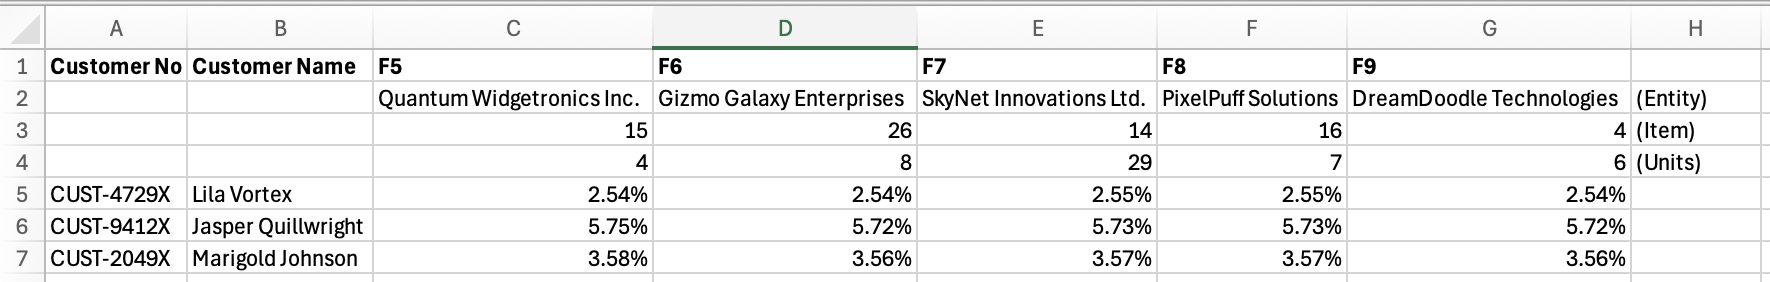 A B C D E F G H
1 Customer No Customer Name F5 F6 F7 F8 F9
2 Quantum Widgetronics Inc. Gizmo Galaxy Enterprises SkyNet Innovations Ltd. PixelPuff Solutions DreamDoodle Technologies (Entity)
3 15 26 14 16 4 (Item)
4 4 8 29 7 6 (Units)
5 CUST-4729X Lila Vortex 2.54% 2.54% 2.55% 2.55% 2.54%
6 CUST-9412X Jasper Quillwright 5.75% 5.72% 5.73% 5.73% 5.72%
7 CUST-2049X Marigold Johnson 3.58% 3.56% 3.57% 3.57% 3.56%